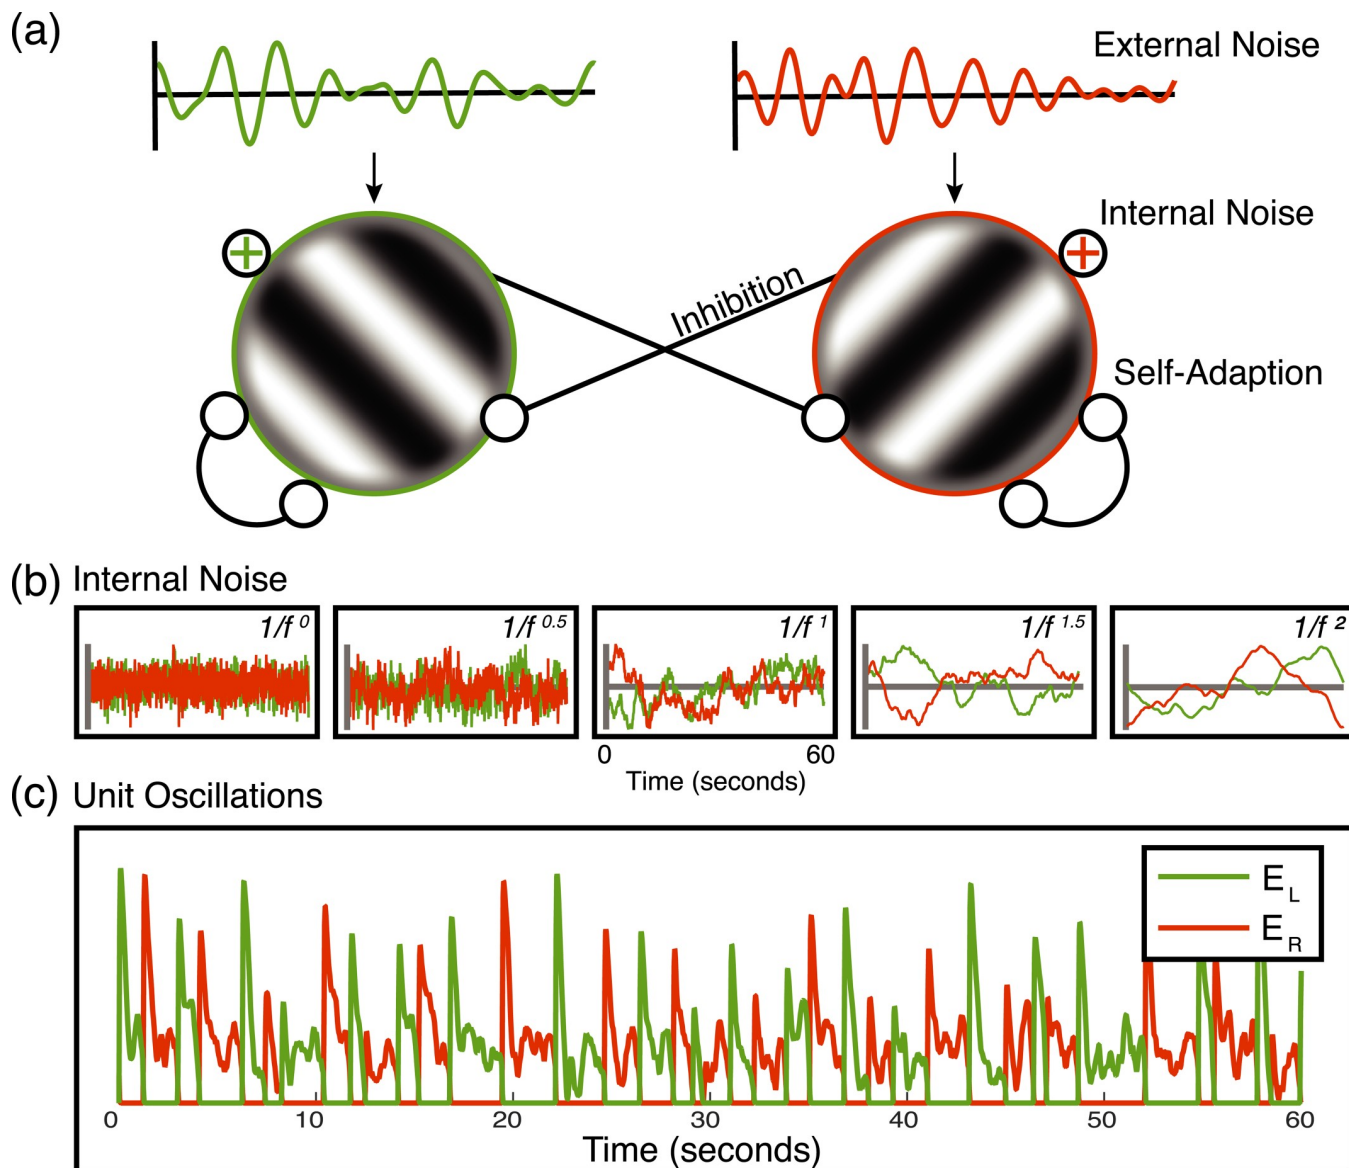 (a)
External Noise
Internal Noise
Inhibition
Self-Adaption
(b) Internal Noise
1/f 0
1/f 0.5
1/f 1
1/f 1.5
1/f 2
0 60
Time (seconds)
(c) Unit Oscillations
E L
E R
0 10 20 30 40 50 60
Time (seconds)